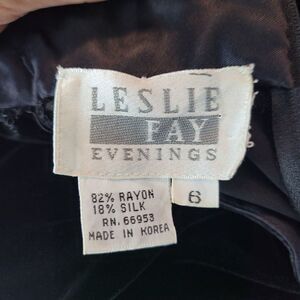 LESLIE
FAY
EVENINGS
82% RAYON
18% SILK
RN. 66953
MADE IN KOREA
6